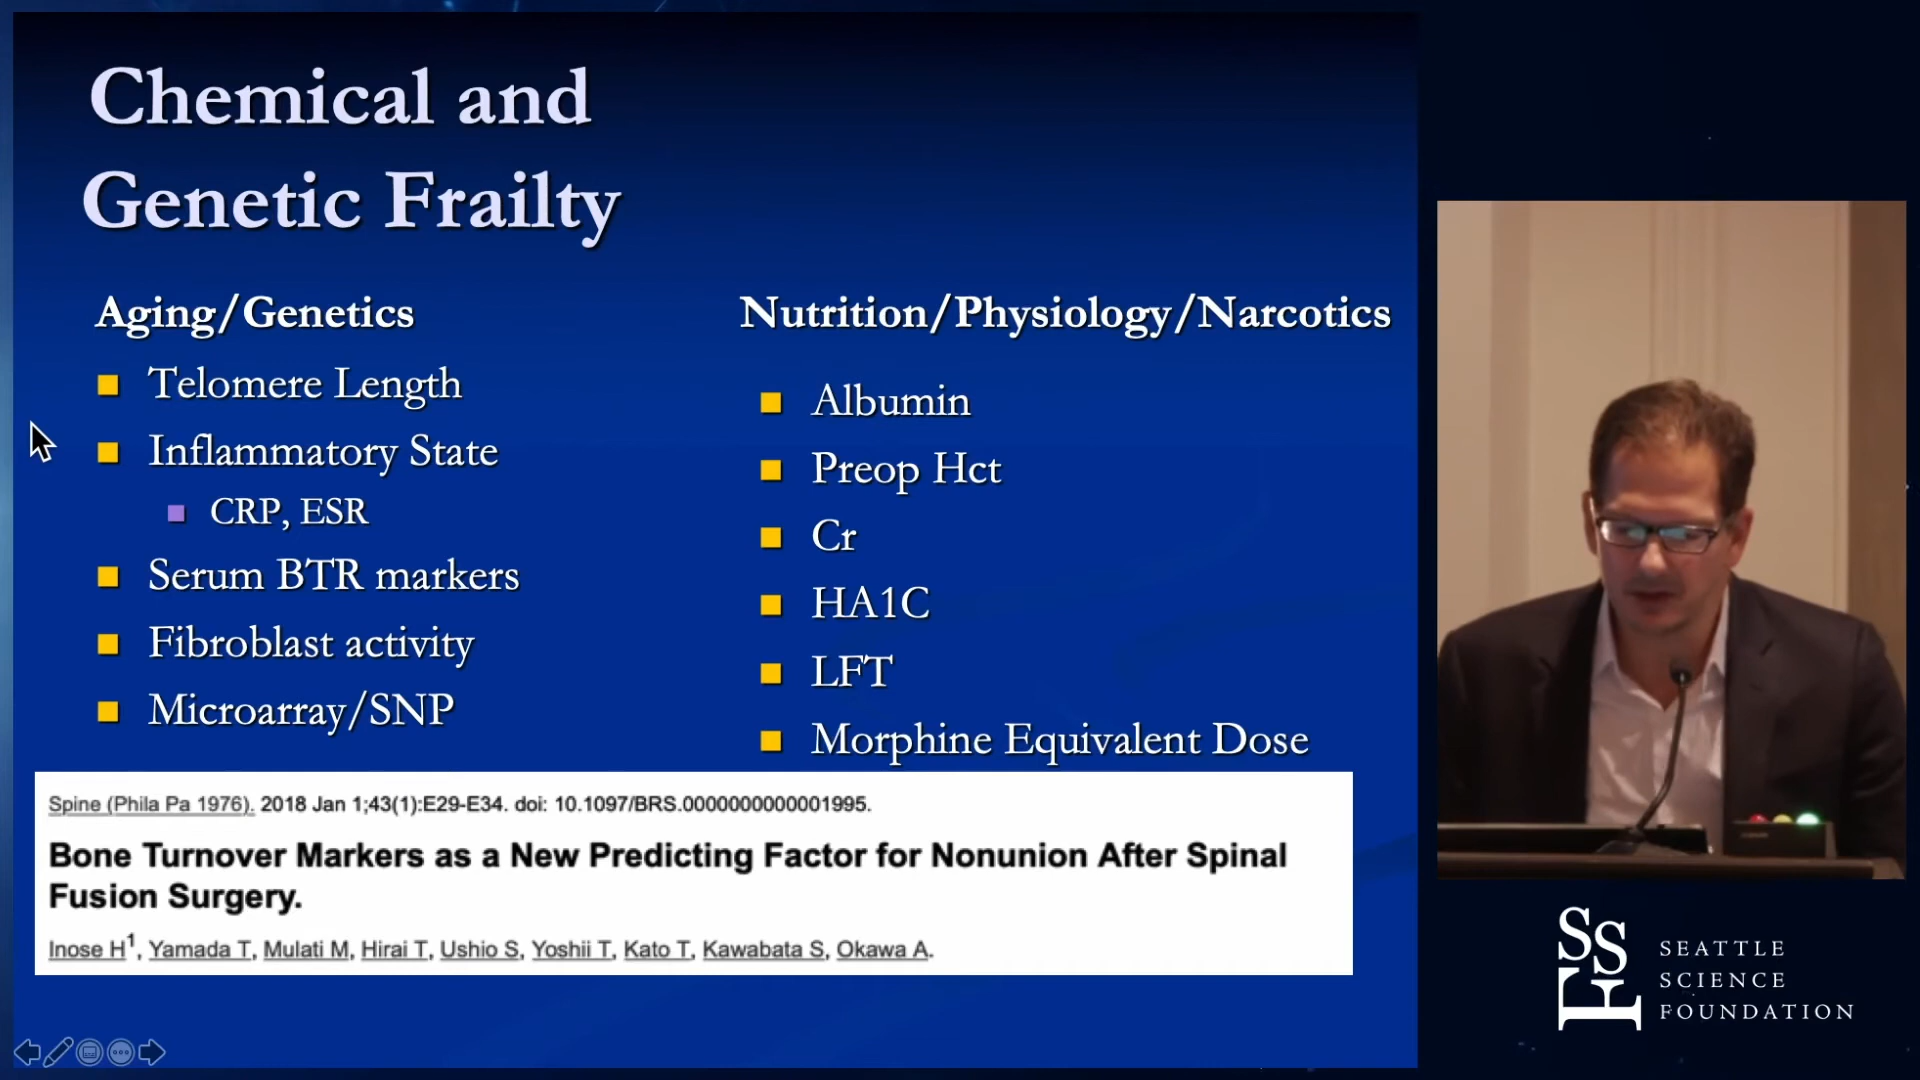 Chemical and
Genetic Frailty
Aging/Genetics
Telomere Length
Inflammatory State
CRP, ESR
Serum BTR markers
Fibroblast activity
Microarray/SNP
Nutrition/Physiology/Narcotics
Albumin
Preop Hct
Cr
HA1C
LFT
Morphine Equivalent Dose
Spine (Phila Pa 1976). 2018 Jan 1;43(1):E29-E34. doi: 10.1097/BRS.0000000000001995.
Bone Turnover Markers as a New Predicting Factor for Nonunion After Spinal
Fusion Surgery.
Inose H1, Yamada T, Mulati M, Hirai T, Ushio S, Yoshii T, Kato T, Kawabata S, Okawa A.
SSF
SEATTLE
SCIENCE
FOUNDATION